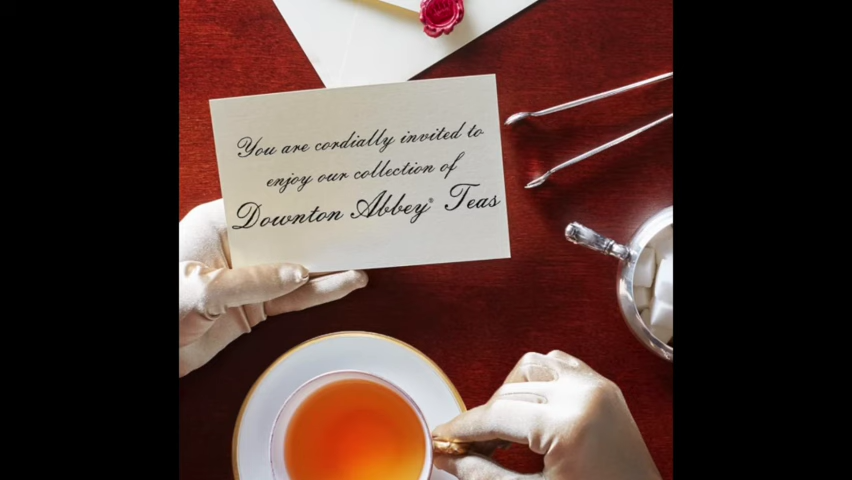 You are cordially invited to
enjoy our collection of
Downton Abbey® Teas